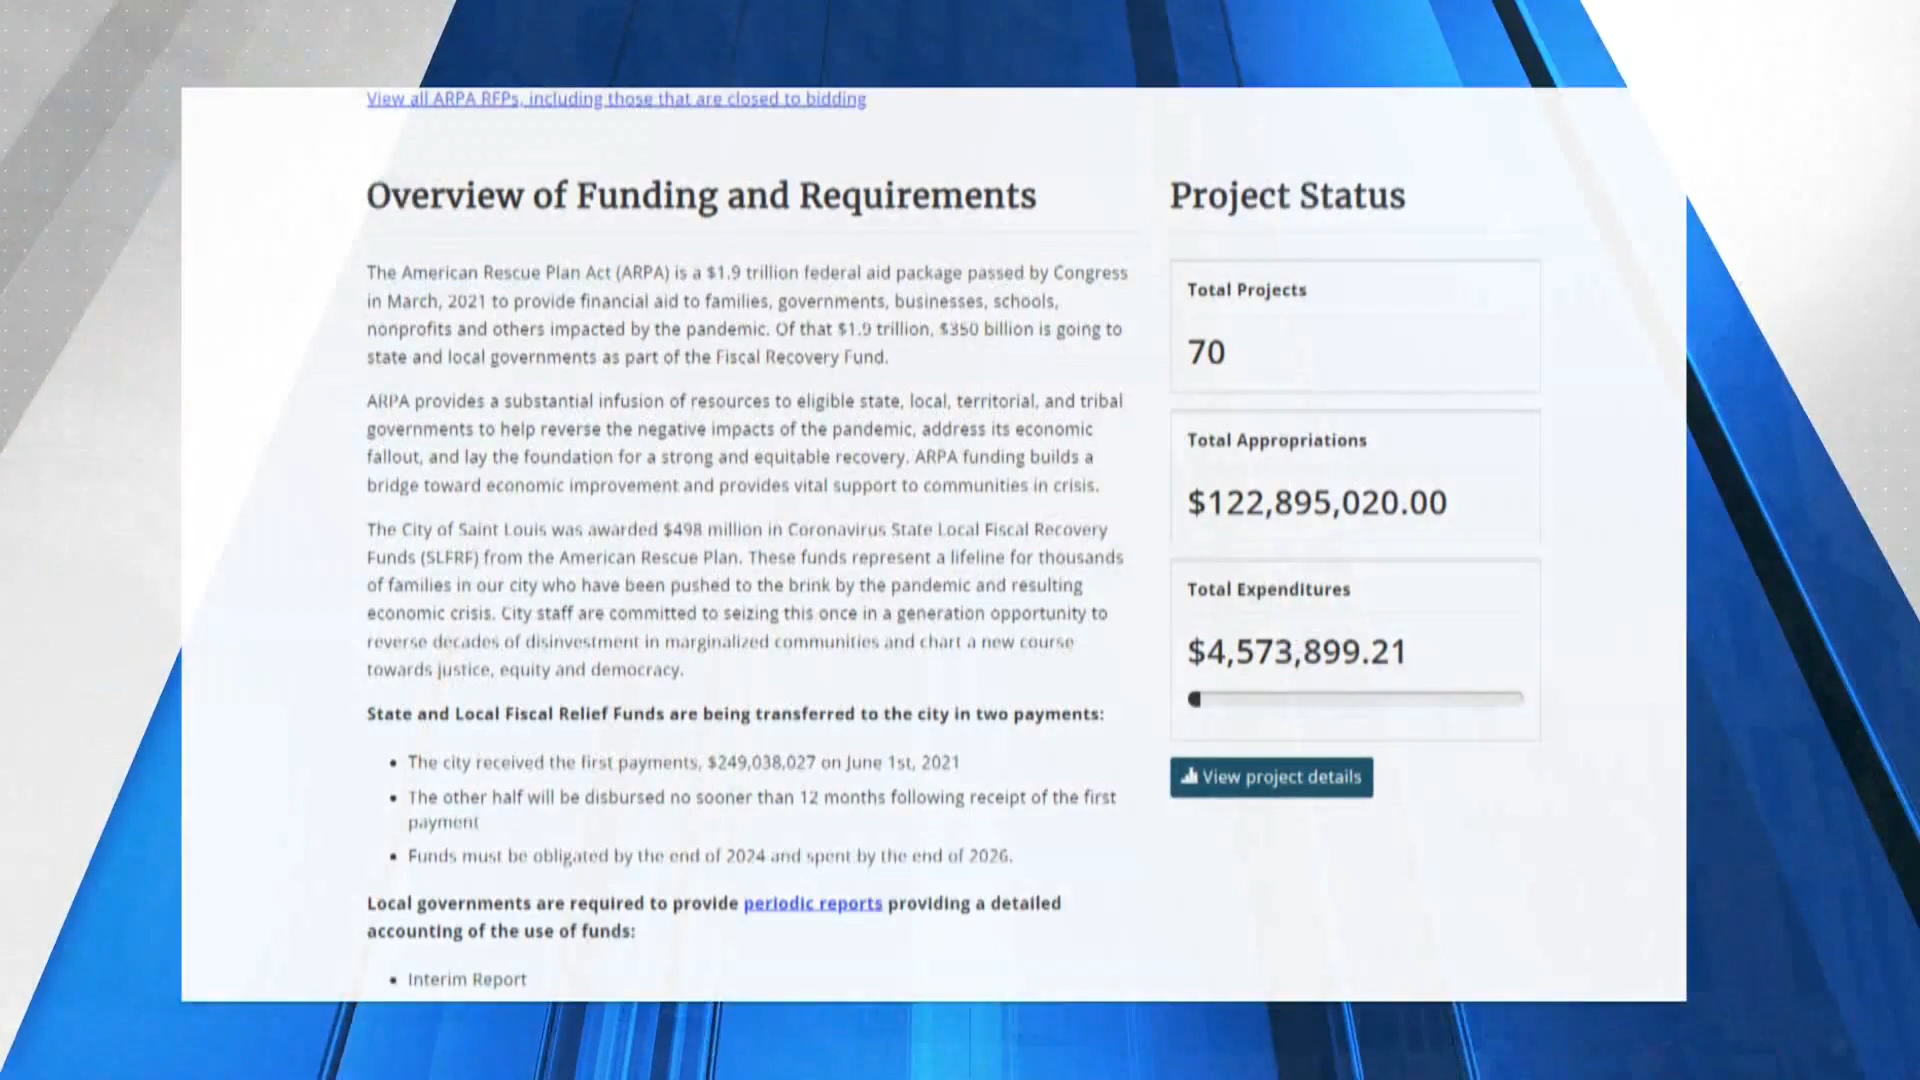 View all ARPA RFPs, including those that are closed to bidding
Overview of Funding and Requirements
The American Rescue Plan Act (ARPA) is a $1.9 trillion federal aid package passed by Congress
in March, 2021 to provide financial aid to families, governments, businesses, schools,
nonprofits and others impacted by the pandemic. Of that $1.9 trillion, $350 billion is going to
state and local governments as part of the Fiscal Recovery Fund.
ARPA provides a substantial infusion of resources to eligible state, local, territorial, and tribal
governments to help reverse the negative impacts of the pandemic, address its economic
fallout, and lay the foundation for a strong and equitable recovery. ARPA funding builds a
bridge toward economic improvement and provides vital support to communities in crisis.
The City of Saint Louis was awarded $498 million in Coronavirus State Local Fiscal Recovery
Funds (SLFRF) from the American Rescue Plan. These funds represent a lifeline for thousands
of families in our city who have been pushed to the brink by the pandemic and resulting
economic crisis. City staff are committed to seizing this once in a generation opportunity to
reverse decades of disinvestment in marginalized communities and chart a new course
towards justice, equity and democracy.
State and Local Fiscal Relief Funds are being transferred to the city in two payments:
• The city received the first payments, $249,038,027 on June 1st, 2021
• The other half will be disbursed no sooner than 12 months following receipt of the first
payment
• Funds must be obligated by the end of 2024 and spent by the end of 2026.
Local governments are required to provide periodic reports providing a detailed
accounting of the use of funds:
• Interim Report
Project Status
Total Projects
70
Total Appropriations
$122,895,020.00
Total Expenditures
$4,573,899.21
View project details